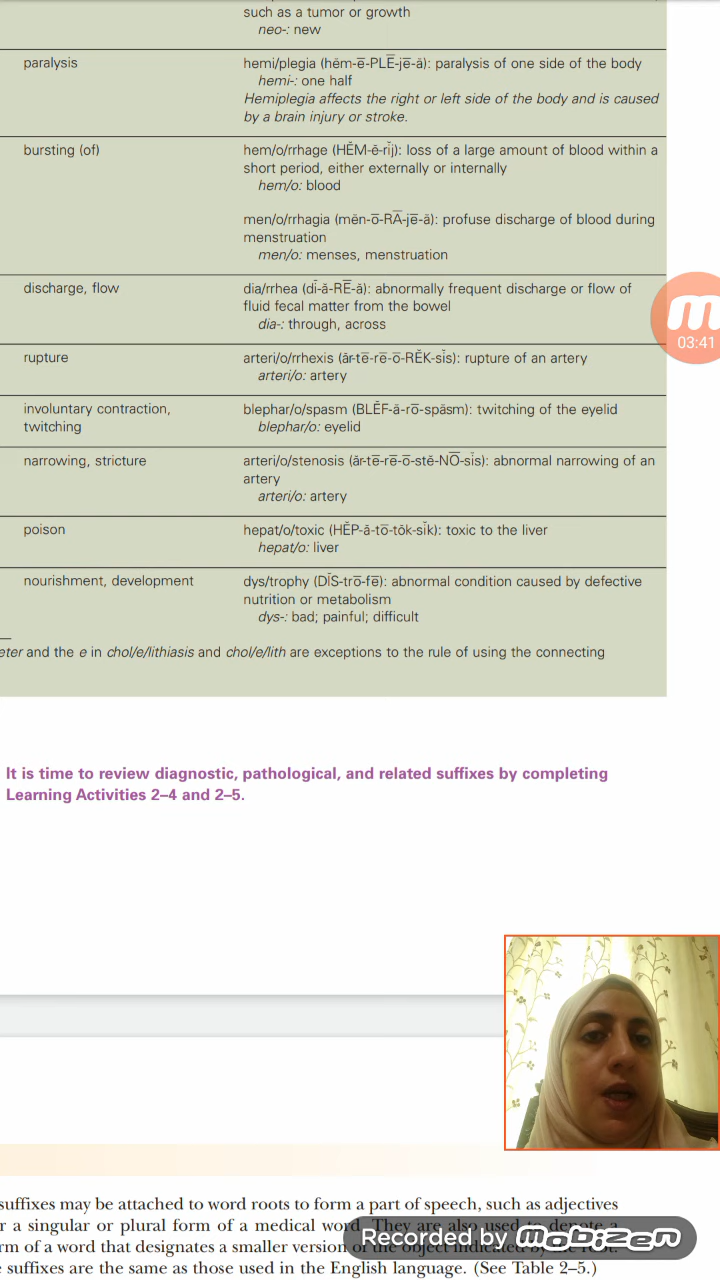 such as a tumor or growth
neo-: new
paralysis
hemi/plegia (hĕm-ē-PLĒ-jē-ă): paralysis of one side of the body
hemi-: one half
Hemiplegia affects the right or left side of the body and is caused
by a brain injury or stroke.
bursting (of)
hem/o/rrhage (HĔM-ĕ-rĭj): loss of a large amount of blood within a
short period, either externally or internally
hem/o: blood
men/o/rrhagia (mĕn-ō-RĀ-jē-ă): profuse discharge of blood during
menstruation
men/o: menses, menstruation
discharge, flow
dia/rrhea (dī-ă-RĒ-ă): abnormally frequent discharge or flow of
fluid fecal matter from the bowel
dia-: through, across
rupture
arteri/o/rrhexis (ăr-tē-rē-ō-RĔK-sĭs): rupture of an artery
arteri/o: artery
involuntary contraction,
twitching
blephar/o/spasm (BLĔF-ă-rō-spăsm): twitching of the eyelid
blephar/o: eyelid
narrowing, stricture
arteri/o/stenosis (ăr-tē-rē-ō-stĕ-NŌ-sĭs): abnormal narrowing of an
artery
arteri/o: artery
poison
hepat/o/toxic (HĔP-ă-tō-tŏk-sĭk): toxic to the liver
hepat/o: liver
nourishment, development
dys/trophy (DĬS-trō-fē): abnormal condition caused by defective
nutrition or metabolism
dys-: bad; painful; difficult
eter and the e in chol/e/lithiasis and chol/e/lith are exceptions to the rule of using the connecting
03:41
It is time to review diagnostic, pathological, and related suffixes by completing
Learning Activities 2–4 and 2–5.
suffixes may be attached to word roots to form a part of speech, such as adjectives
r a singular or plural form of a medical word. They are also used to denote a
rm of a word that designates a smaller version of the object indicated by the root.
e suffixes are the same as those used in the English language. (See Table 2–5.)
Recorded by mobizen